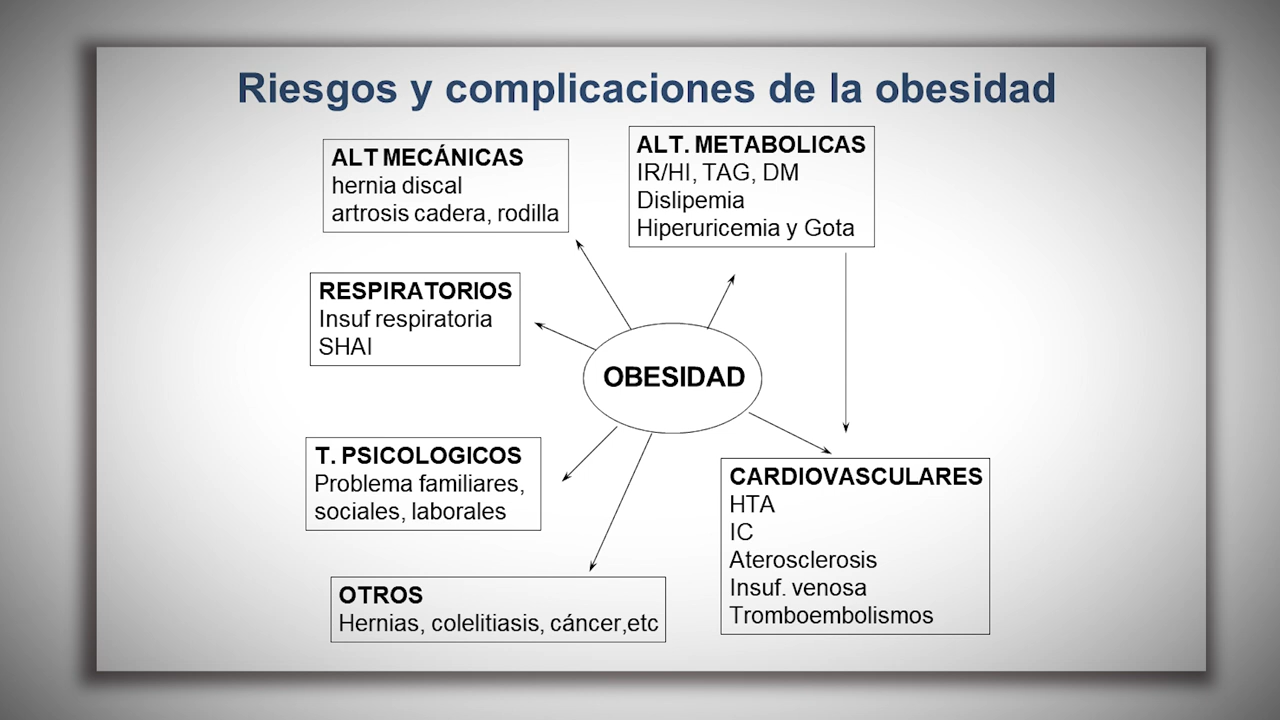 Riesgos y complicaciones de la obesidad
ALT MECÁNICAS
hernia discal
artrosis cadera, rodilla
ALT. METABOLICAS
IR/HI, TAG, DM
Dislipemia
Hiperuricemia y Gota
RESPIRATORIOS
Insuf respiratoria
SHAI
OBESIDAD
T. PSICOLOGICOS
Problema familiares,
sociales, laborales
CARDIOVASCULARES
HTA
IC
Aterosclerosis
Insuf. venosa
Tromboembolismos
OTROS
Hernias, colelitiasis, cáncer,etc